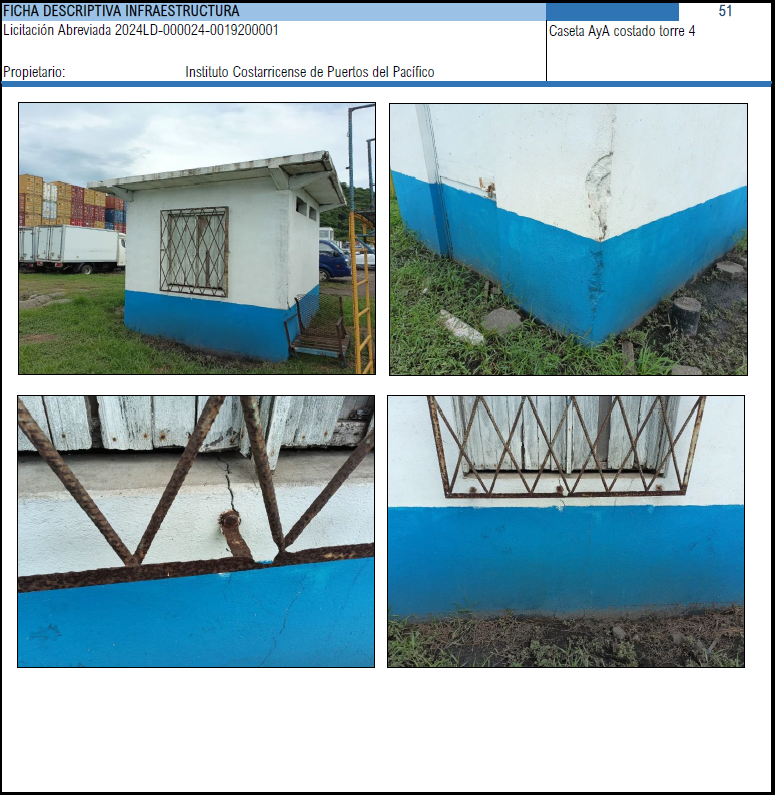 FICHA DESCRIPTIVA INFRAESTRUCTURA 51
Licitación Abreviada 2024LD-000024-0019200001 Caseta AyA costado torre 4
Propietario: Instituto Costarricense de Puertos del Pacífico